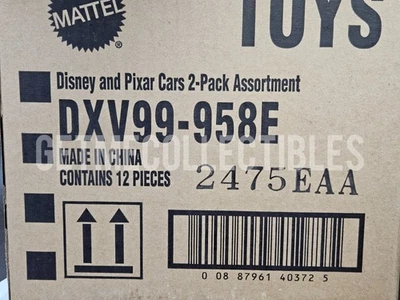 MATTEL
TOYS
Disney and Pixar Cars 2-Pack Assortment
DXV99-958E
GETMECOLLECTIBLES
MADE IN CHINA
CONTAINS 12 PIECES
2475EAA
0 08 87961 40372 5